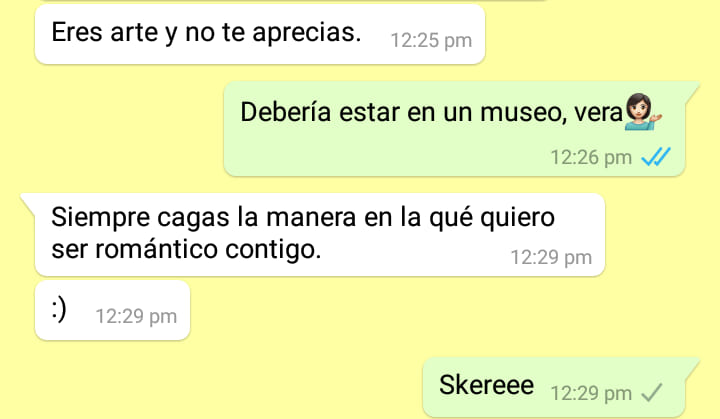 Eres arte y no te aprecias.
12:25 pm
Debería estar en un museo, vera💁🏻
12:26 pm
Siempre cagas la manera en la qué quiero
ser romántico contigo.
12:29 pm
:)
12:29 pm
Skereee
12:29 pm